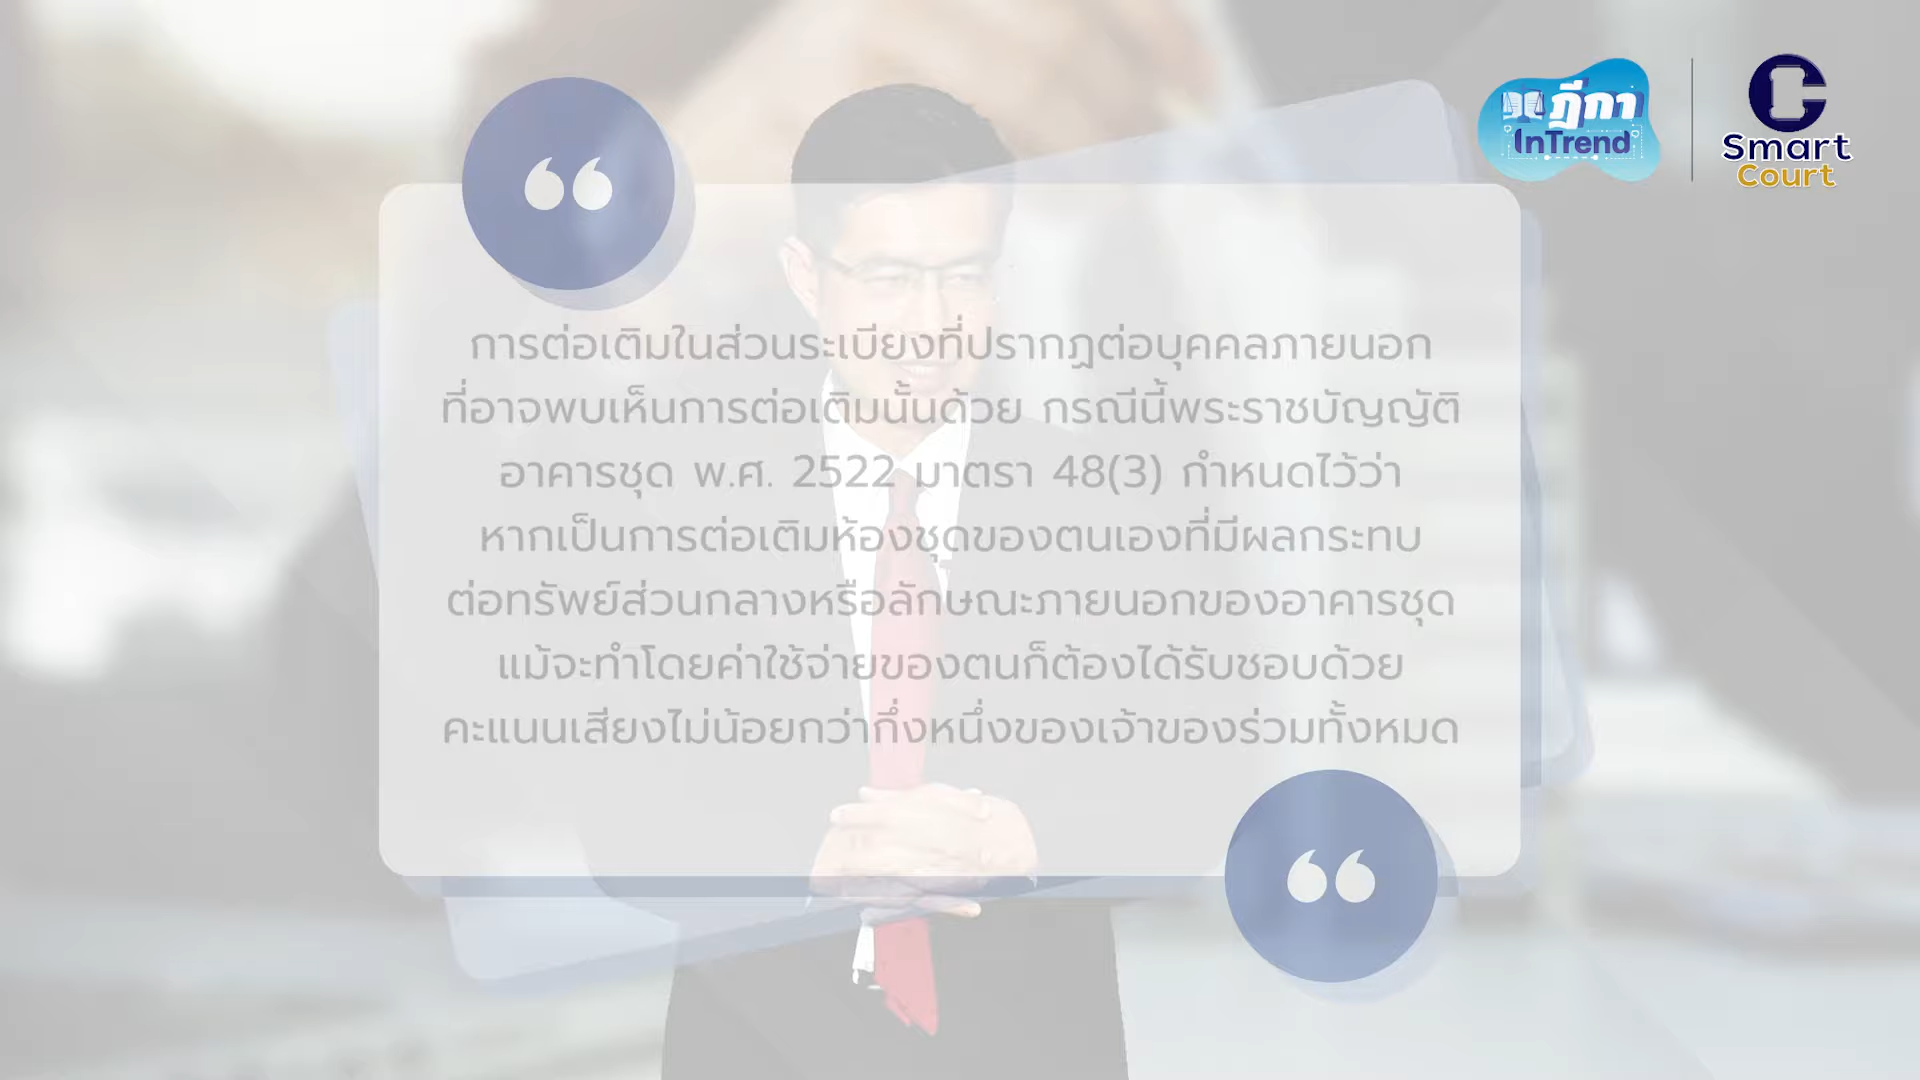 ฎีกา
InTrend
Smart
Court
การต่อเติมในส่วนระเบียงที่ปรากฏต่อบุคคลภายนอก
ที่อาจพบเห็นการต่อเติมนั้นด้วย กรณีนี้พระราชบัญญัติ
อาคารชุด พ.ศ. 2522 มาตรา 48(3) กำหนดไว้ว่า
หากเป็นการต่อเติมห้องชุดของตนเองที่มีผลกระทบ
ต่อทรัพย์ส่วนกลางหรือลักษณะภายนอกของอาคารชุด
แม้จะทำโดยค่าใช้จ่ายของตนก็ต้องได้รับชอบด้วย
คะแนนเสียงไม่น้อยกว่ากึ่งหนึ่งของเจ้าของร่วมทั้งหมด